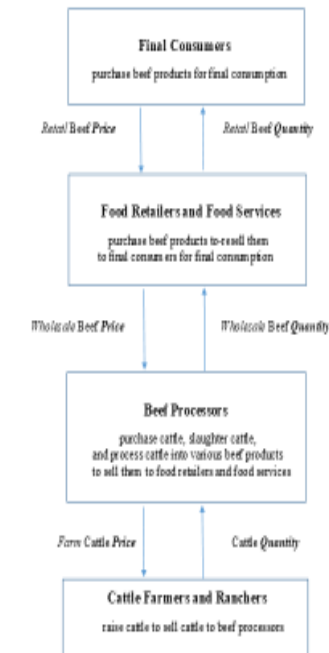 Final Consumers
purchase beef products for final consumption
Retail Beef Price
Retail Beef Quantity
Food Retailers and Food Services
purchase beef products to resell them
to final consumers for final consumption
Wholesale Beef Price
Wholesale Beef Quantity
Beef Processors
purchase cattle, slaughter cattle,
and process cattle into various beef products
to sell them to food retailers and food services
Farm Cattle Price
Cattle Quantity
Cattle Farmers and Ranchers
raise cattle to sell cattle to beef processors